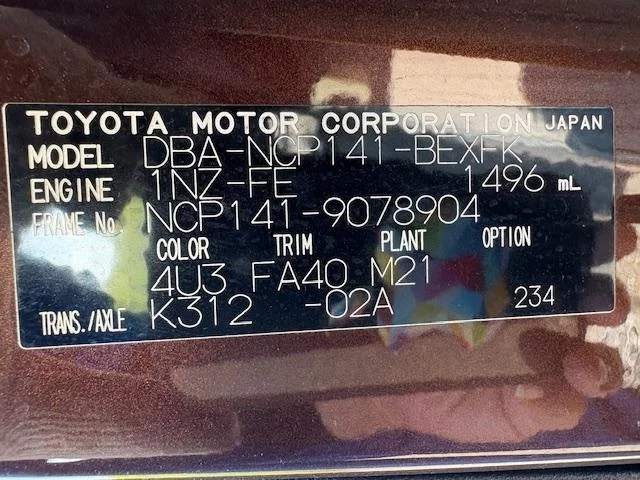 TOYOTA MOTOR CORPORATION JAPAN
MODEL DBA-NCP141-BEXFK
ENGINE 1NZ-FE 1496 mL
FRAME No. NCP141-9078904
COLOR TRIM PLANT OPTION
4U3 FA40 M21
TRANS./AXLE K312 -02A 234